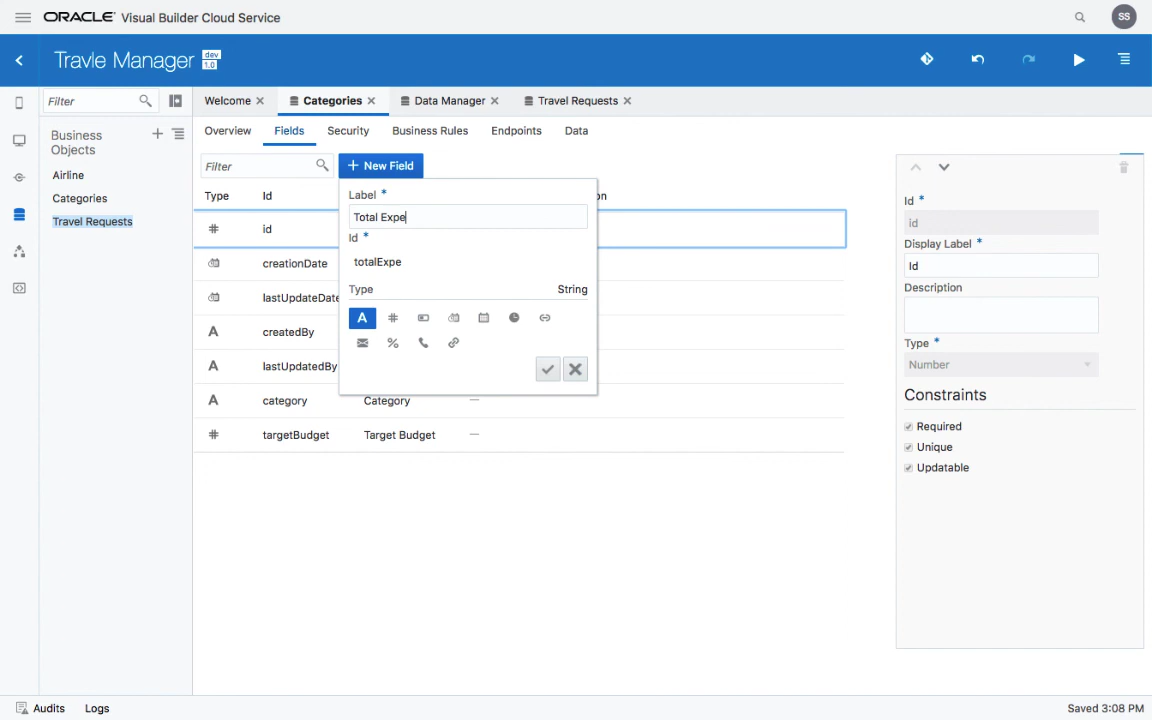 ORACLE Visual Builder Cloud Service
SS
Travle Manager dev 1.0
Filter
Welcome
Categories
Data Manager
Travel Requests
Business Objects
Airline
Categories
Travel Requests
Overview
Fields
Security
Business Rules
Endpoints
Data
Filter
+ New Field
Type
Id
on
# id
creationDate
lastUpdateDate
A createdBy
A lastUpdatedBy
A category Category —
# targetBudget Target Budget —
Label *
Total Expe
Id *
totalExpe
Type String
A # %
Id *
id
Display Label *
Id
Description
Type *
Number
Constraints
Required
Unique
Updatable
Audits
Logs
Saved 3:08 PM